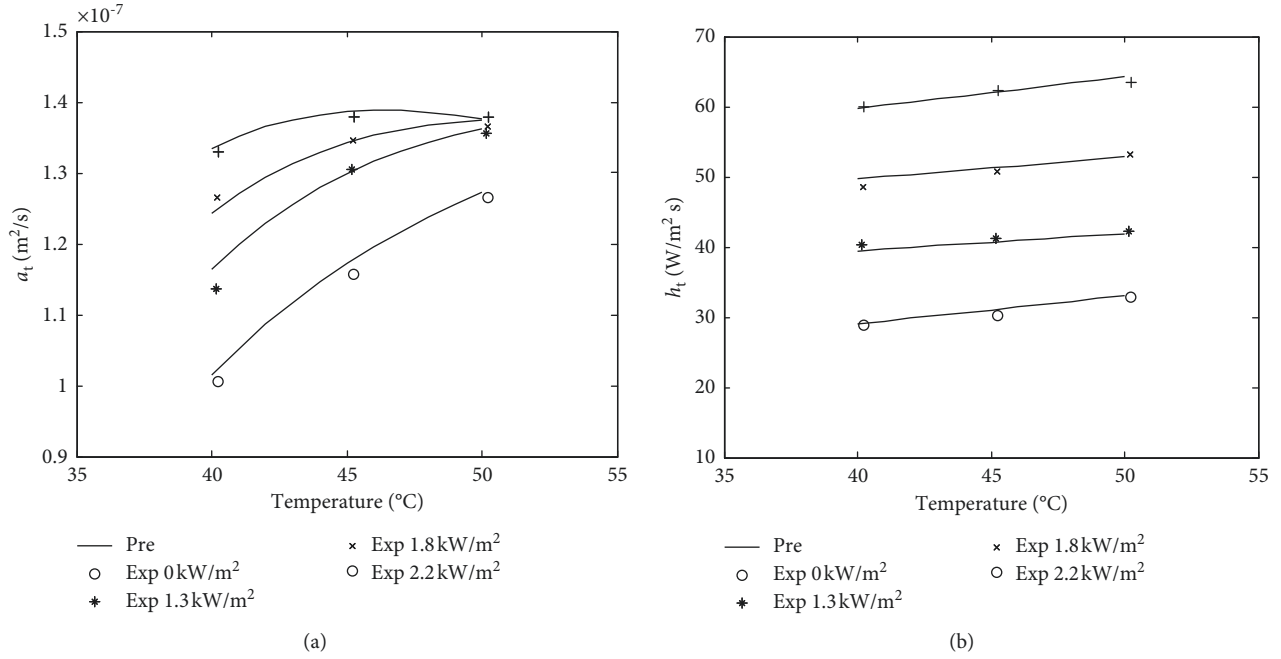 ×10⁻⁷
1.5
1.4
1.3
1.2
1.1
1
0.9
a_t (m²/s)
35 40 45 50 55
Temperature (°C)
Pre
Exp 0 kW/m²
Exp 1.3 kW/m²
Exp 1.8 kW/m²
Exp 2.2 kW/m²
(a)
70
60
50
40
30
20
10
h_t (W/m² s)
35 40 45 50 55
Temperature (°C)
Pre
Exp 0 kW/m²
Exp 1.3 kW/m²
Exp 1.8 kW/m²
Exp 2.2 kW/m²
(b)